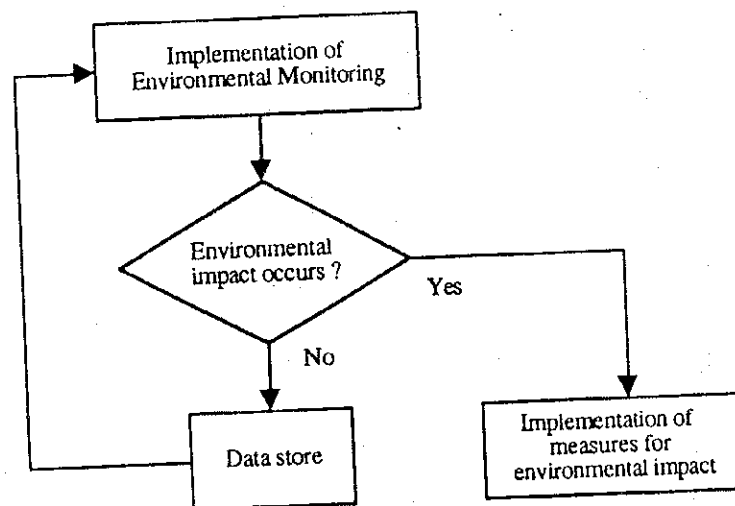 Implementation of
Environmental Monitoring
Environmental
impact occurs ?
Yes
No
Data store
Implementation of
measures for
environmental impact